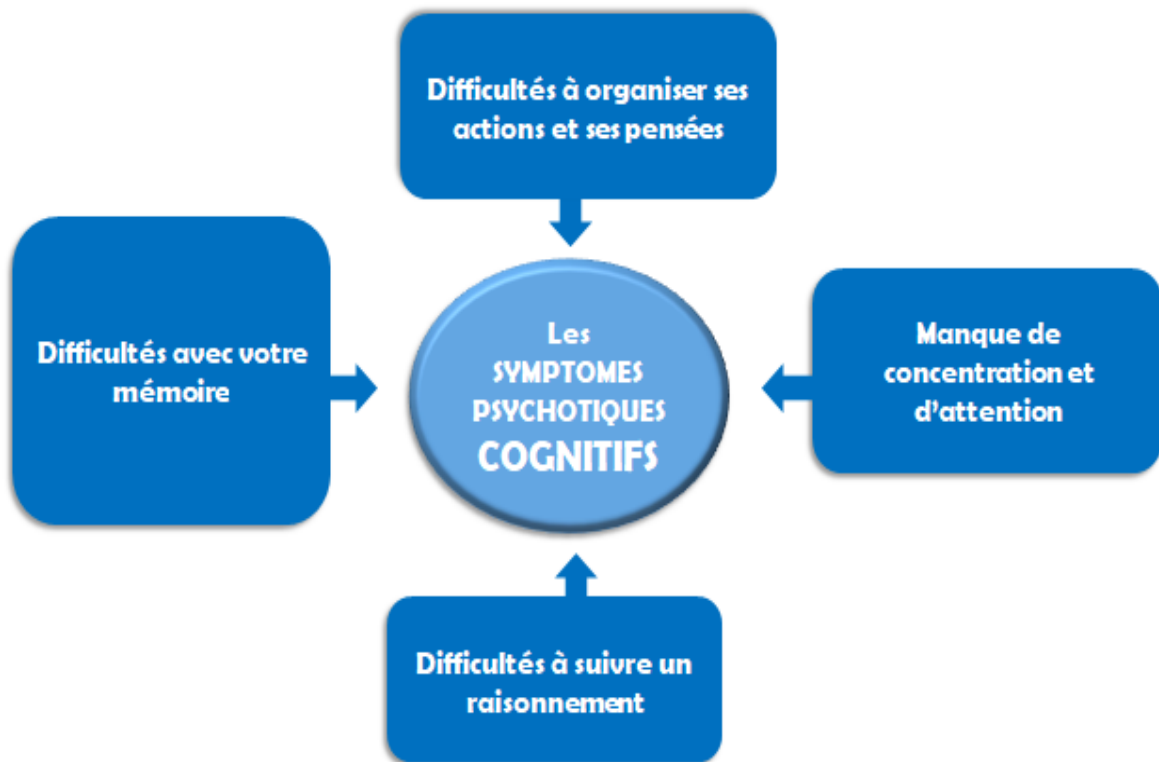 Difficultés à organiser ses
actions et ses pensées
Difficultés avec votre
mémoire
Les
SYMPTOMES
PSYCHOTIQUES
COGNITIFS
Manque de
concentration et
d'attention
Difficultés à suivre un
raisonnement